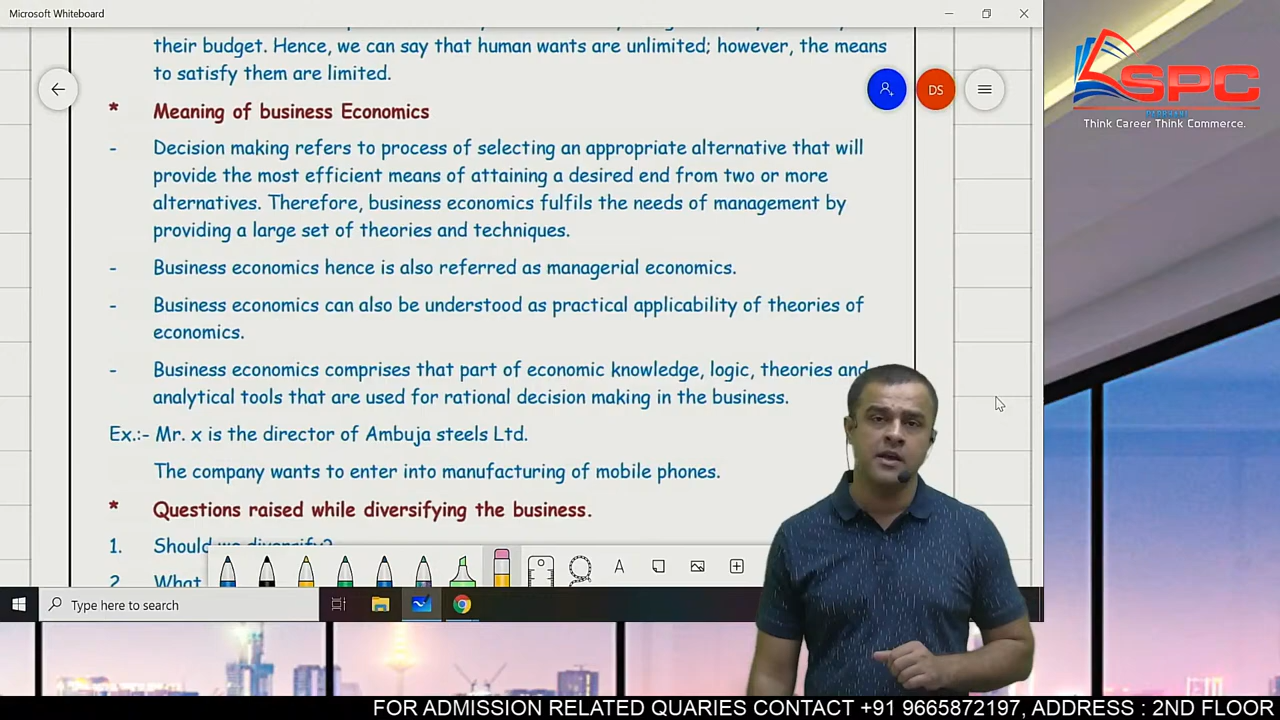 Microsoft Whiteboard
their budget. Hence, we can say that human wants are unlimited; however, the means
to satisfy them are limited.
* Meaning of business Economics
- Decision making refers to process of selecting an appropriate alternative that will
provide the most efficient means of attaining a desired end from two or more
alternatives. Therefore, business economics fulfils the needs of management by
providing a large set of theories and techniques.
- Business economics hence is also referred as managerial economics.
- Business economics can also be understood as practical applicability of theories of
economics.
- Business economics comprises that part of economic knowledge, logic, theories and
analytical tools that are used for rational decision making in the business.
Ex.:- Mr. x is the director of Ambuja steels Ltd.
The company wants to enter into manufacturing of mobile phones.
* Questions raised while diversifying the business.
1. Should we diversify?
2. What
DS
A
Type here to search
SPC
Think Career Think Commerce.
FOR ADMISSION RELATED QUARIES CONTACT +91 9665872197, ADDRESS : 2ND FLOOR